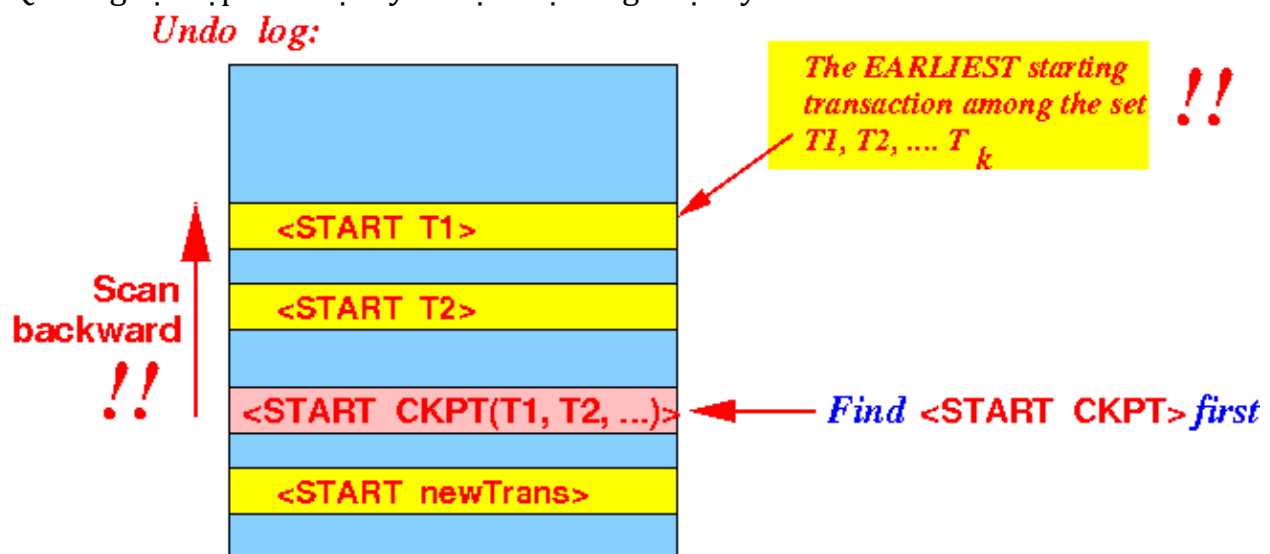 Undo log:
The EARLIEST starting
transaction among the set
T1, T2, .... T k
!!
<START T1>
Scan
backward
!!
<START T2>
<START CKPT(T1, T2, ...)>
Find <START CKPT> first
<START newTrans>